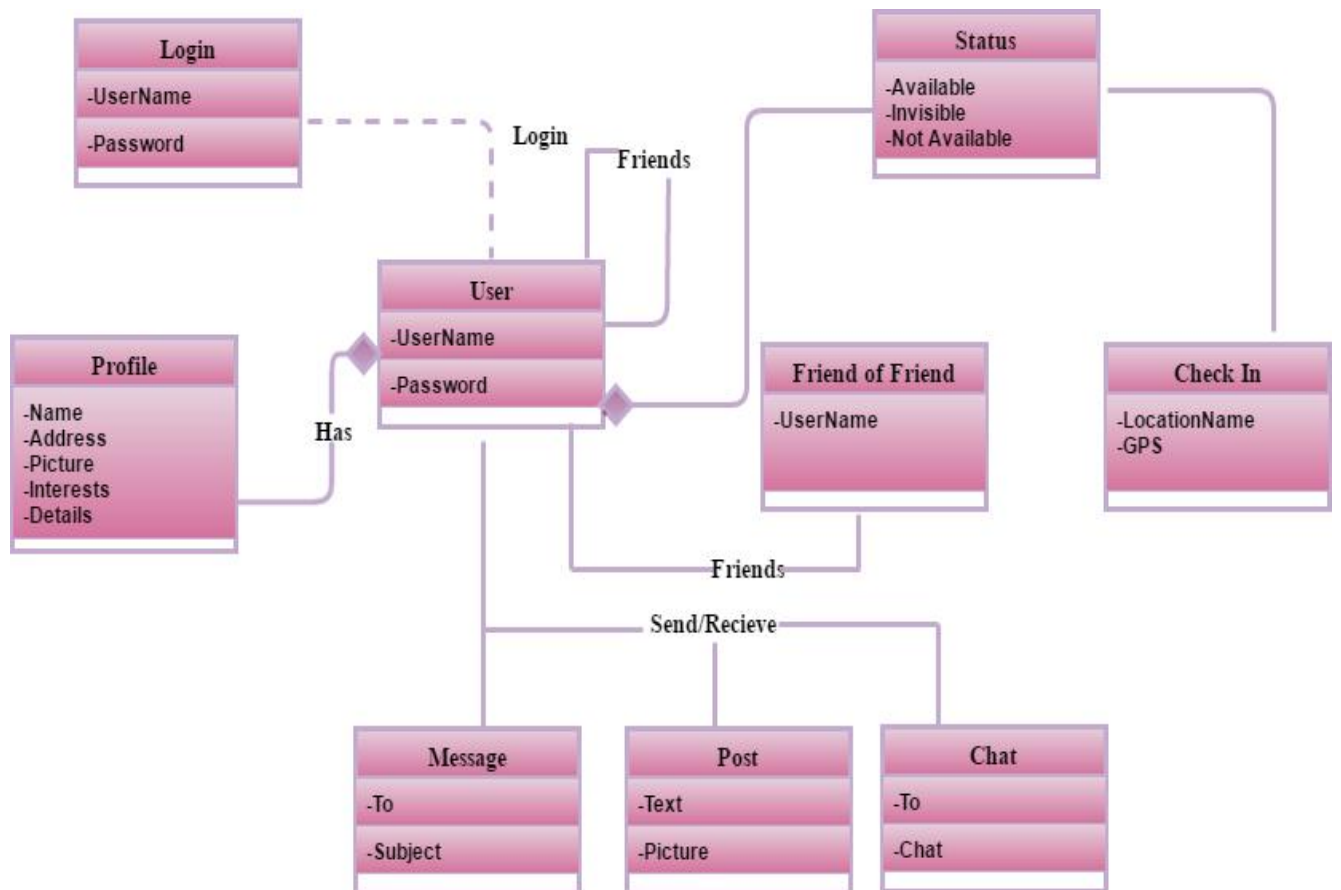 Login
-UserName
-Password
Status
-Available
-Invisible
-Not Available
Login
Friends
User
-UserName
-Password
Profile
-Name
-Address
-Picture
-Interests
-Details
Has
Friend of Friend
-UserName
Check In
-LocationName
-GPS
Friends
Send/Recieve
Message
-To
-Subject
Post
-Text
-Picture
Chat
-To
-Chat